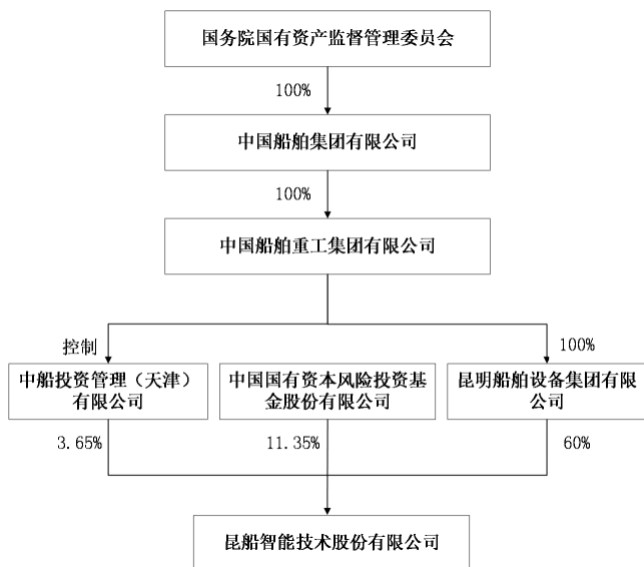 国务院国有资产监督管理委员会
100%
中国船舶集团有限公司
100%
中国船舶重工集团有限公司
控制
100%
中船投资管理（天津）
有限公司
中国国有资本风险投资基
金股份有限公司
昆明船舶设备集团有限
公司
3.65%
11.35%
60%
昆船智能技术股份有限公司